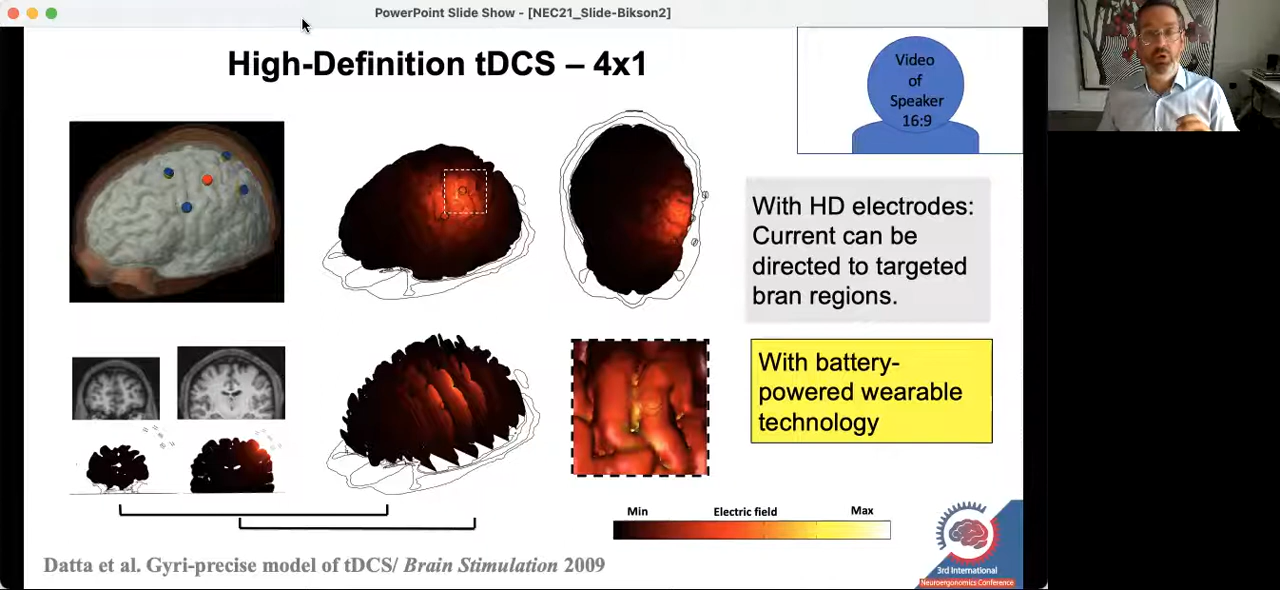 PowerPoint Slide Show - [NEC21_Slide-Bikson2]
High-Definition tDCS – 4x1
Video
of
Speaker
16:9
With HD electrodes:
Current can be
directed to targeted
bran regions.
With battery-
powered wearable
technology
Min Electric field Max
Datta et al. Gyri-precise model of tDCS/ Brain Stimulation 2009
3rd International
Neuroergonomics Conference